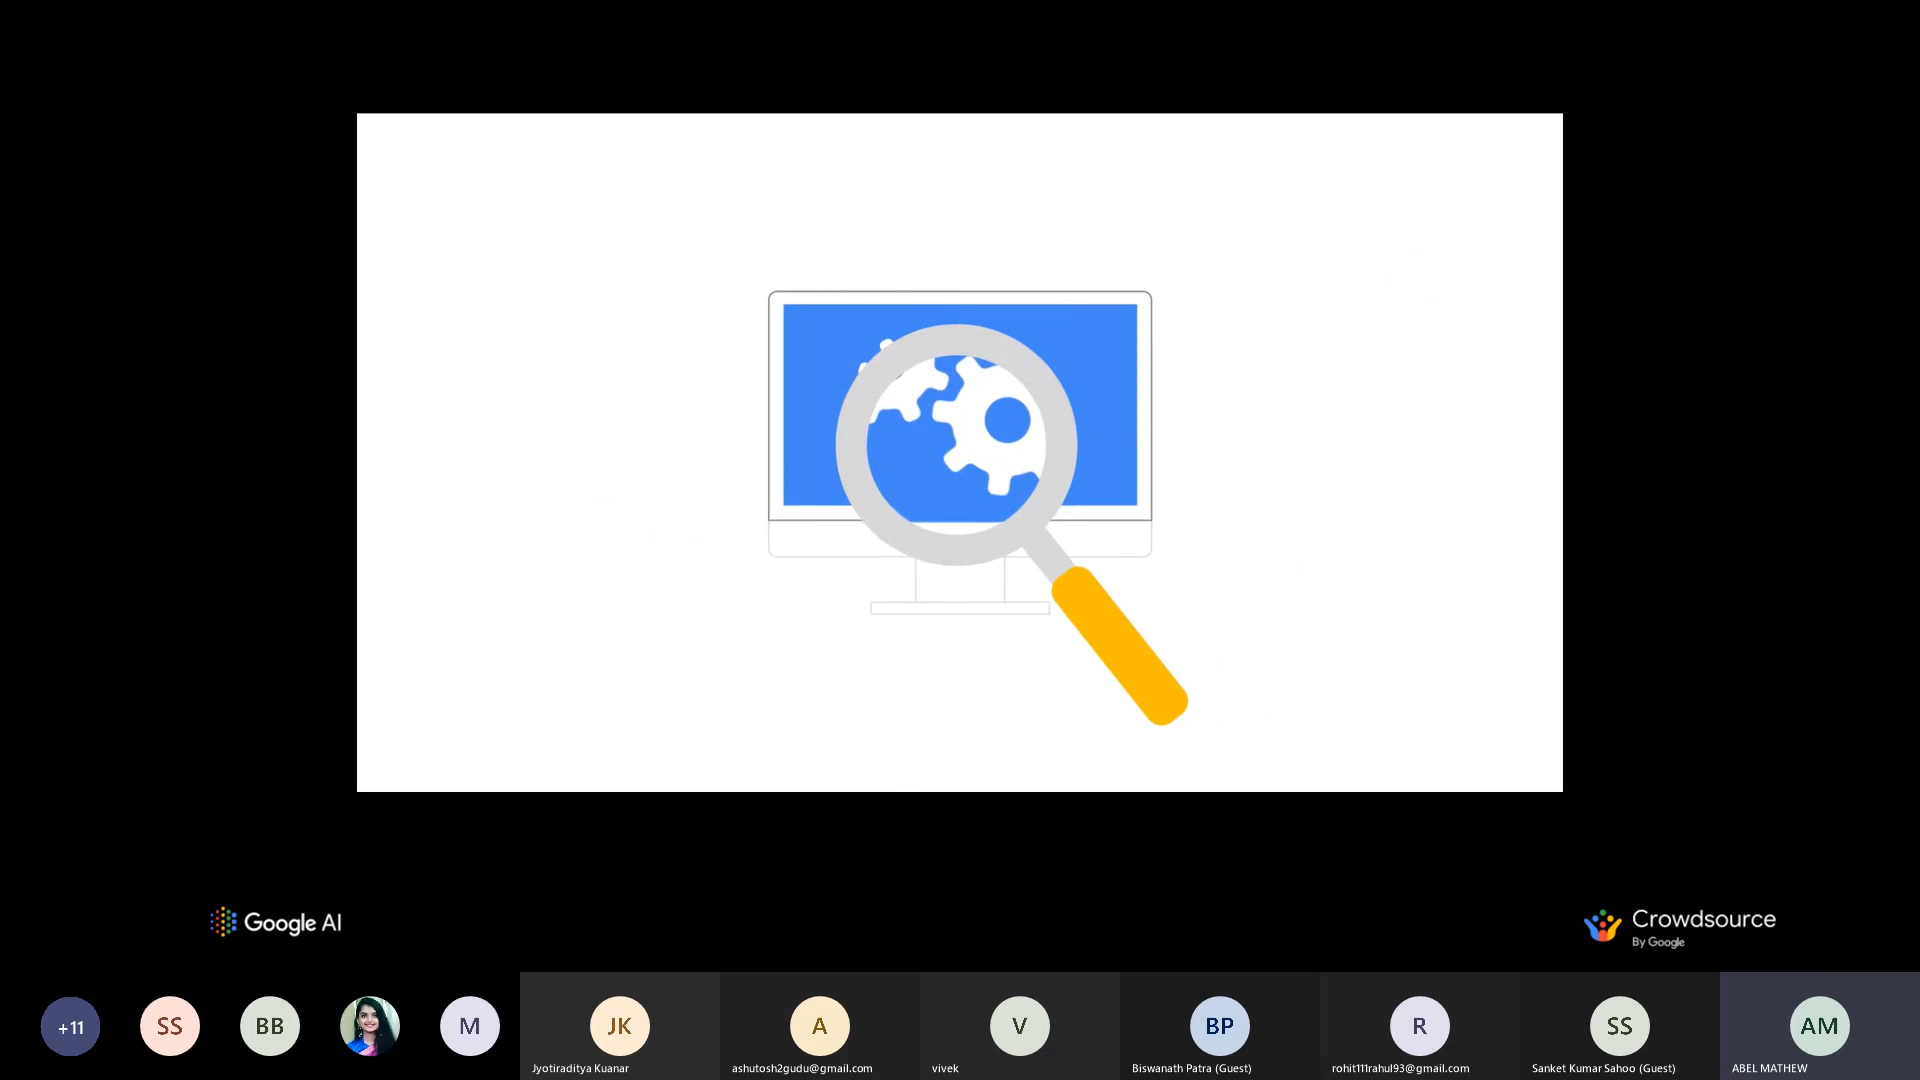 Google AI
Crowdsource
By Google
+11
SS
BB
M
JK
A
V
BP
R
SS
AM
Jyotiraditya Kuanar
ashutosh2gudu@gmail.com
vivek
Biswanath Patra (Guest)
rohit111rahul93@gmail.com
Sanket Kumar Sahoo (Guest)
ABEL MATHEW